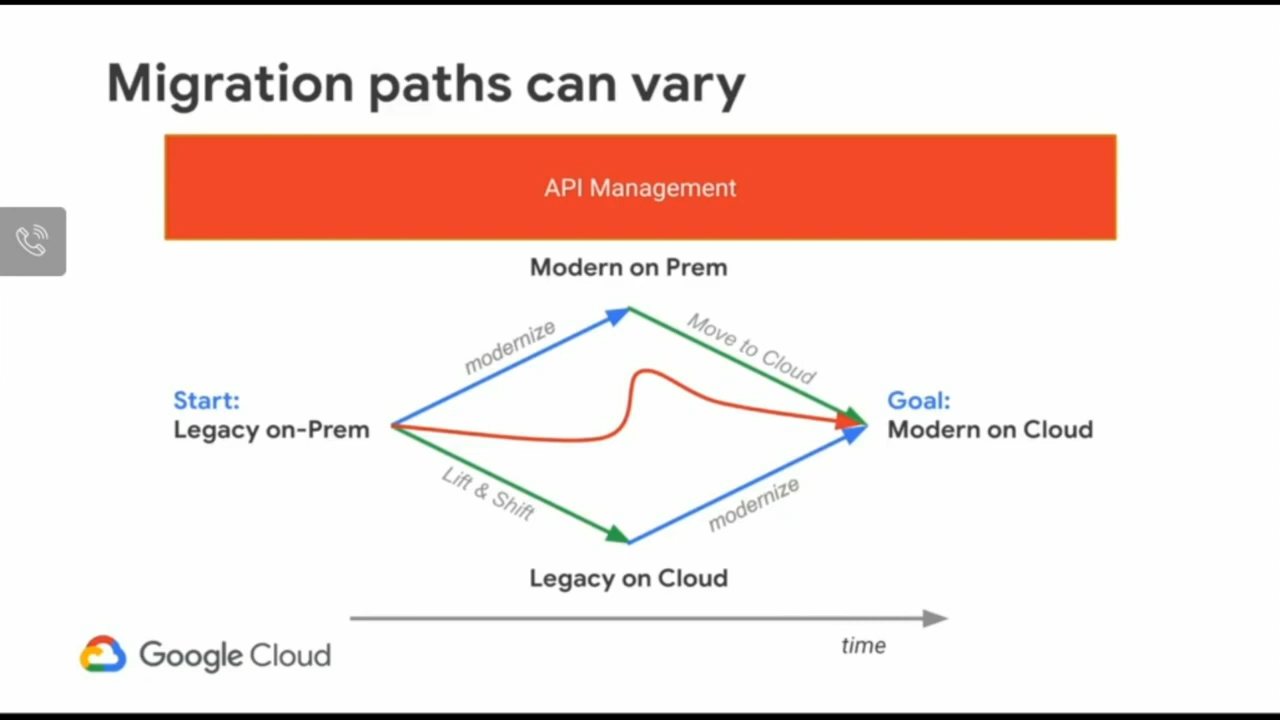 Migration paths can vary
API Management
Modern on Prem
modernize
Move to Cloud
Start:
Legacy on-Prem
Goal:
Modern on Cloud
Lift & Shift
modernize
Legacy on Cloud
time
Google Cloud